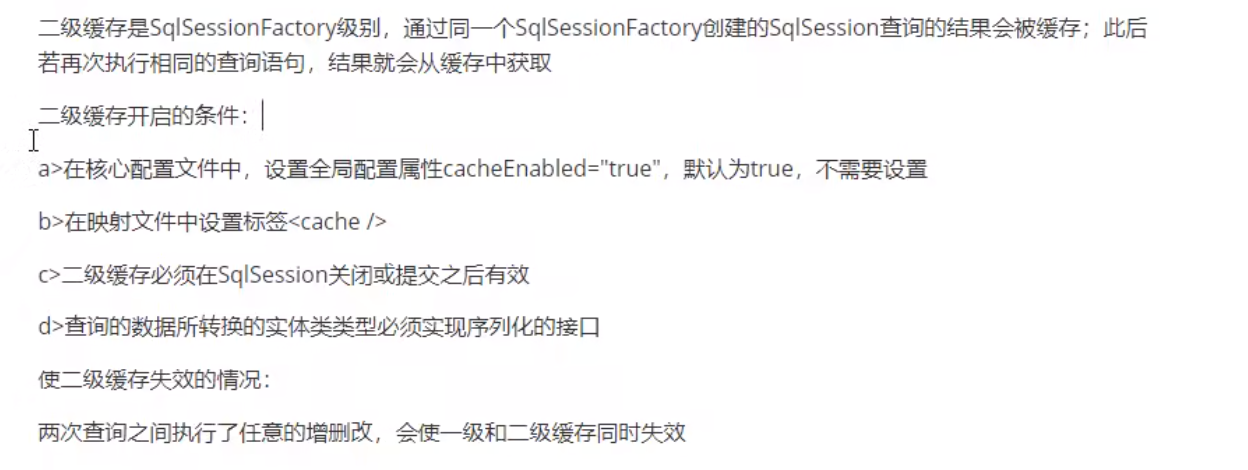 二级缓存是SqlSessionFactory级别，通过同一个SqlSessionFactory创建的SqlSession查询的结果会被缓存；此后
若再次执行相同的查询语句，结果就会从缓存中获取
二级缓存开启的条件：
a>在核心配置文件中，设置全局配置属性cacheEnabled="true"，默认为true，不需要设置
b>在映射文件中设置标签<cache />
c>二级缓存必须在SqlSession关闭或提交之后有效
d>查询的数据所转换的实体类类型必须实现序列化的接口
使二级缓存失效的情况：
两次查询之间执行了任意的增删改，会使一级和二级缓存同时失效